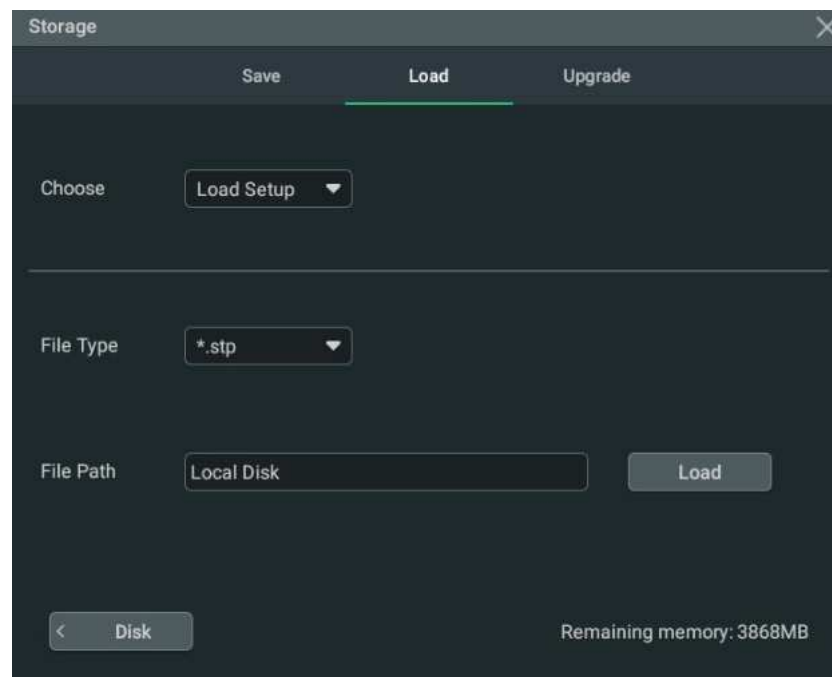 Storage
Save Load Upgrade
Choose Load Setup
File Type *.stp
File Path Local Disk Load
< Disk Remaining memory: 3868MB